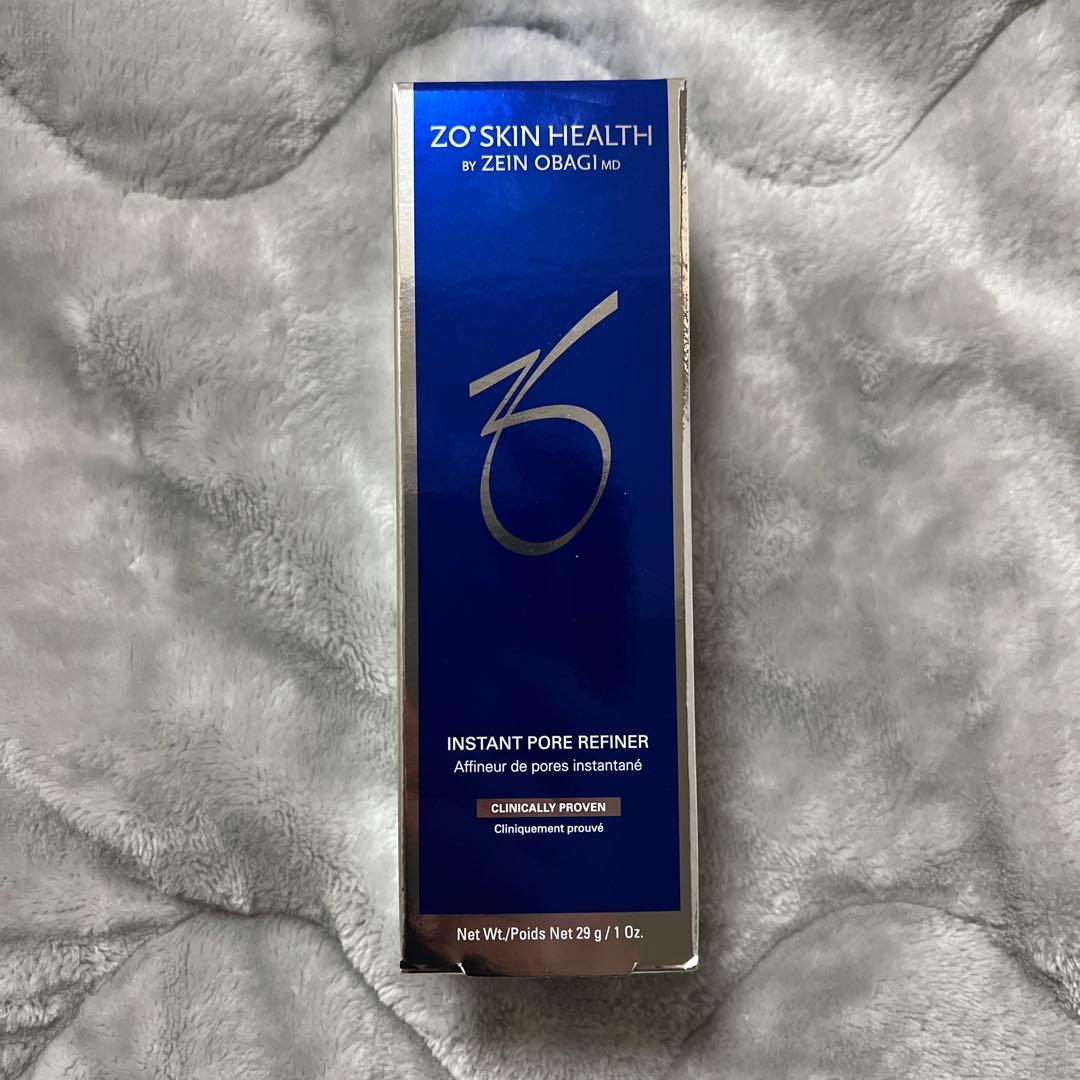 ZO® SKIN HEALTH
BY ZEIN OBAGI MD
ZO
INSTANT PORE REFINER
Affineur de pores instantané
CLINICALLY PROVEN
Cliniquement prouvé
Net Wt./Poids Net 29 g / 1 Oz.